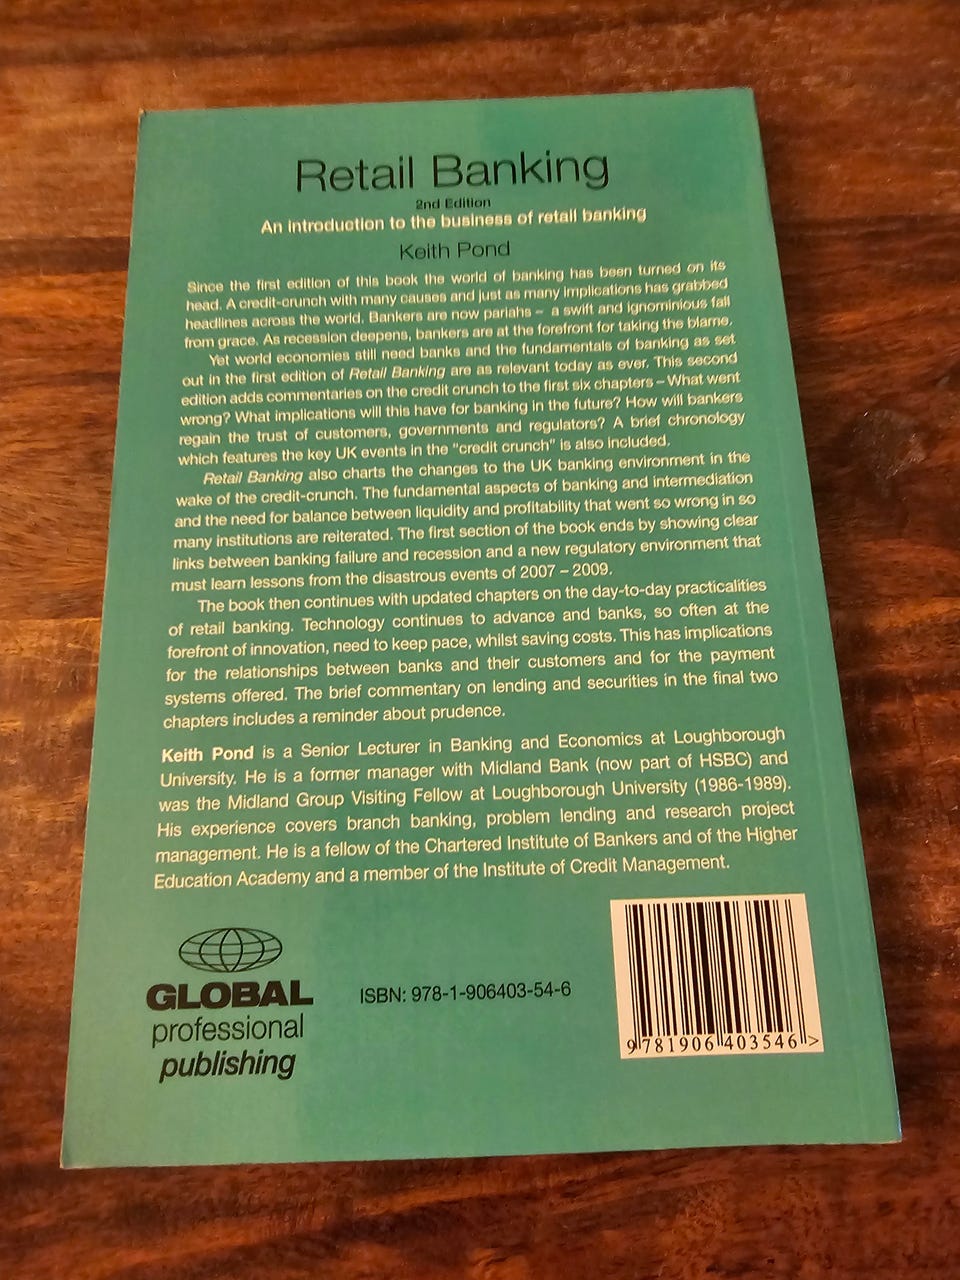 Retail Banking
2nd Edition
An introduction to the business of retail banking
Keith Pond
Since the first edition of this book the world of banking has been turned on its
head. A credit-crunch with many causes and just as many implications has grabbed
headlines across the world. Bankers are now pariahs – a swift and ignominious fall
from grace. As recession deepens, bankers are at the forefront for taking the blame.
Yet world economies still need banks and the fundamentals of banking as set
out in the first edition of Retail Banking are as relevant today as ever. This second
edition adds commentaries on the credit crunch to the first six chapters – What went
wrong? What implications will this have for banking in the future? How will bankers
regain the trust of customers, governments and regulators? A brief chronology
which features the key UK events in the "credit crunch" is also included.
Retail Banking also charts the changes to the UK banking environment in the
wake of the credit-crunch. The fundamental aspects of banking and intermediation
and the need for balance between liquidity and profitability that went so wrong in so
many institutions are reiterated. The first section of the book ends by showing clear
links between banking failure and recession and a new regulatory environment that
must learn lessons from the disastrous events of 2007 – 2009.
The book then continues with updated chapters on the day-to-day practicalities
of retail banking. Technology continues to advance and banks, so often at the
forefront of innovation, need to keep pace, whilst saving costs. This has implications
for the relationships between banks and their customers and for the payment
systems offered. The brief commentary on lending and securities in the final two
chapters includes a reminder about prudence.
Keith Pond is a Senior Lecturer in Banking and Economics at Loughborough
University. He is a former manager with Midland Bank (now part of HSBC) and
was the Midland Group Visiting Fellow at Loughborough University (1986-1989).
His experience covers branch banking, problem lending and research project
management. He is a fellow of the Chartered Institute of Bankers and of the Higher
Education Academy and a member of the Institute of Credit Management.
GLOBAL
professional
publishing
ISBN: 978-1-906403-54-6
9 781906 403546 >